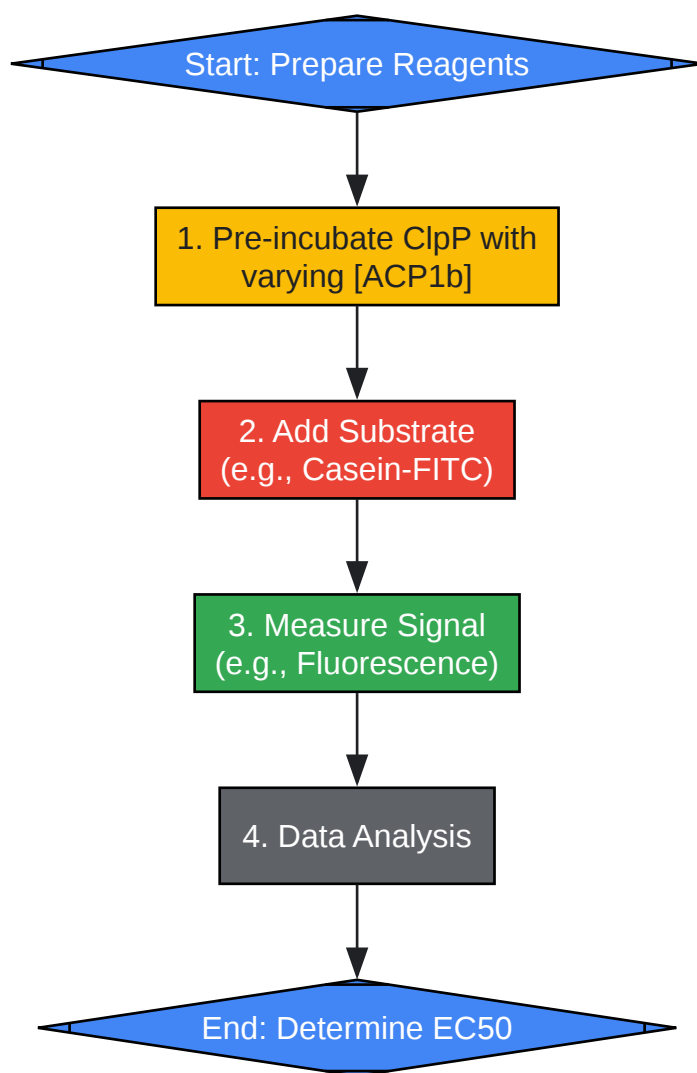 Start: Prepare Reagents
1. Pre-incubate ClpP with
varying [ACP1b]
2. Add Substrate
(e.g., Casein-FITC)
3. Measure Signal
(e.g., Fluorescence)
4. Data Analysis
End: Determine EC50